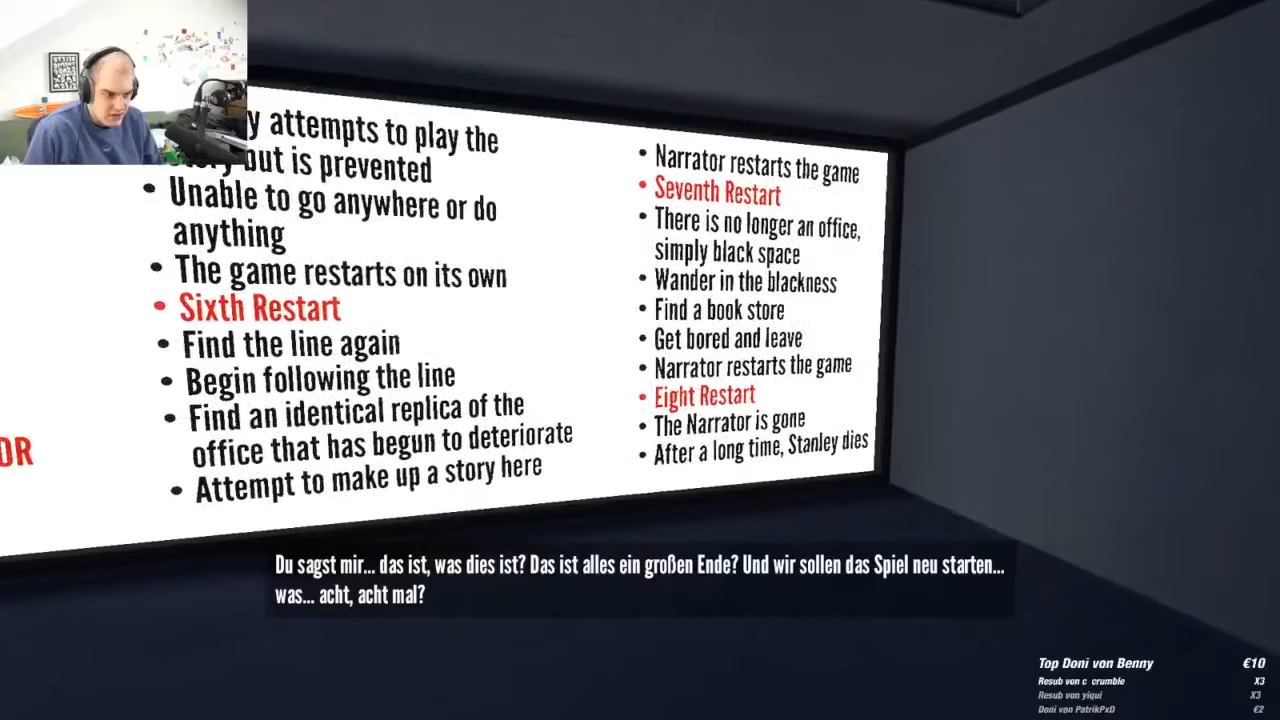 y attempts to play the
but is prevented
• Unable to go anywhere or do
anything
• The game restarts on its own
• Sixth Restart
• Find the line again
• Begin following the line
• Find an identical replica of the
office that has begun to deteriorate
• Attempt to make up a story here
OR
• Narrator restarts the game
• Seventh Restart
• There is no longer an office,
simply black space
• Wander in the blackness
• Find a book store
• Get bored and leave
• Narrator restarts the game
• Eight Restart
• The Narrator is gone
• After a long time, Stanley dies
Du sagst mir... das ist, was dies ist? Das ist alles ein großen Ende? Und wir sollen das Spiel neu starten...
was... acht, acht mal?
Top Doni von Benny €10
Resub von c crumble X3
Resub von yiqui X3
Doni von PatrikPxD €2